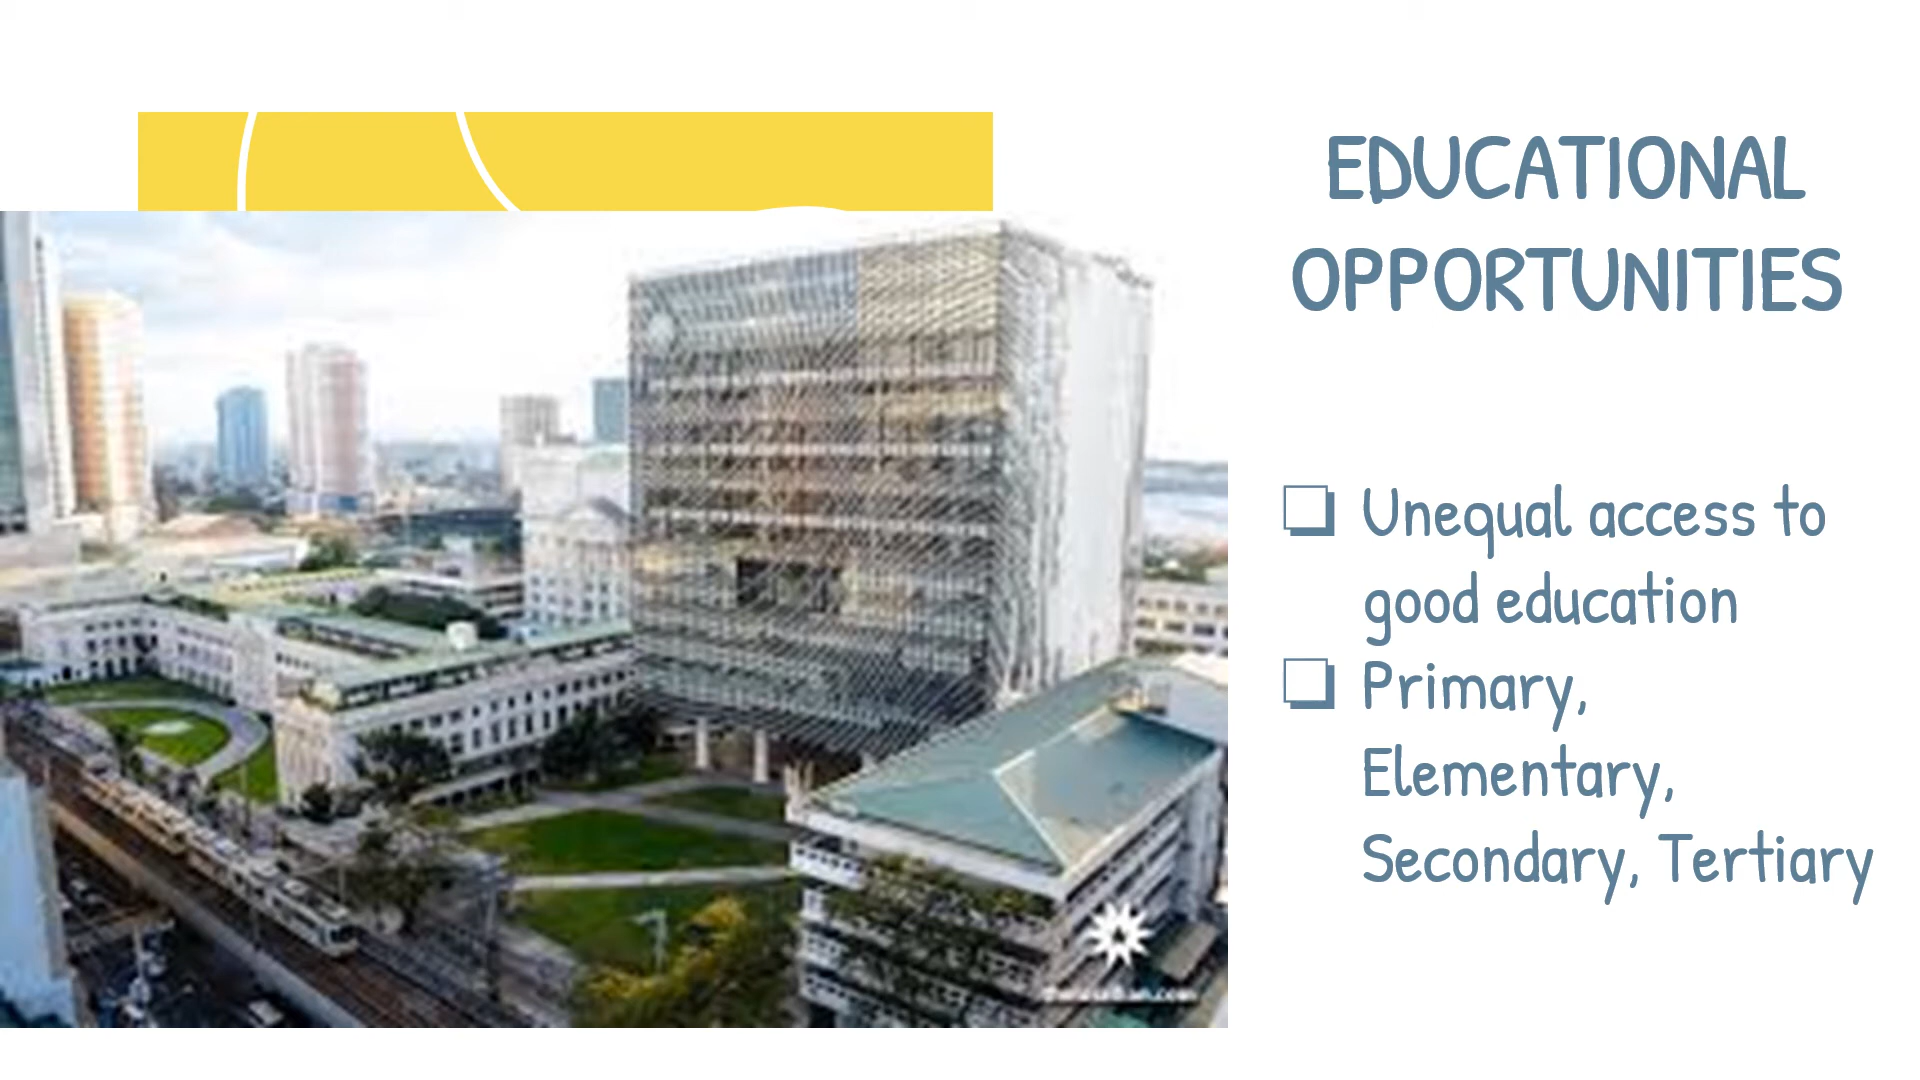 EDUCATIONAL
OPPORTUNITIES
❏ Unequal access to
good education
❏ Primary,
Elementary,
Secondary, Tertiary